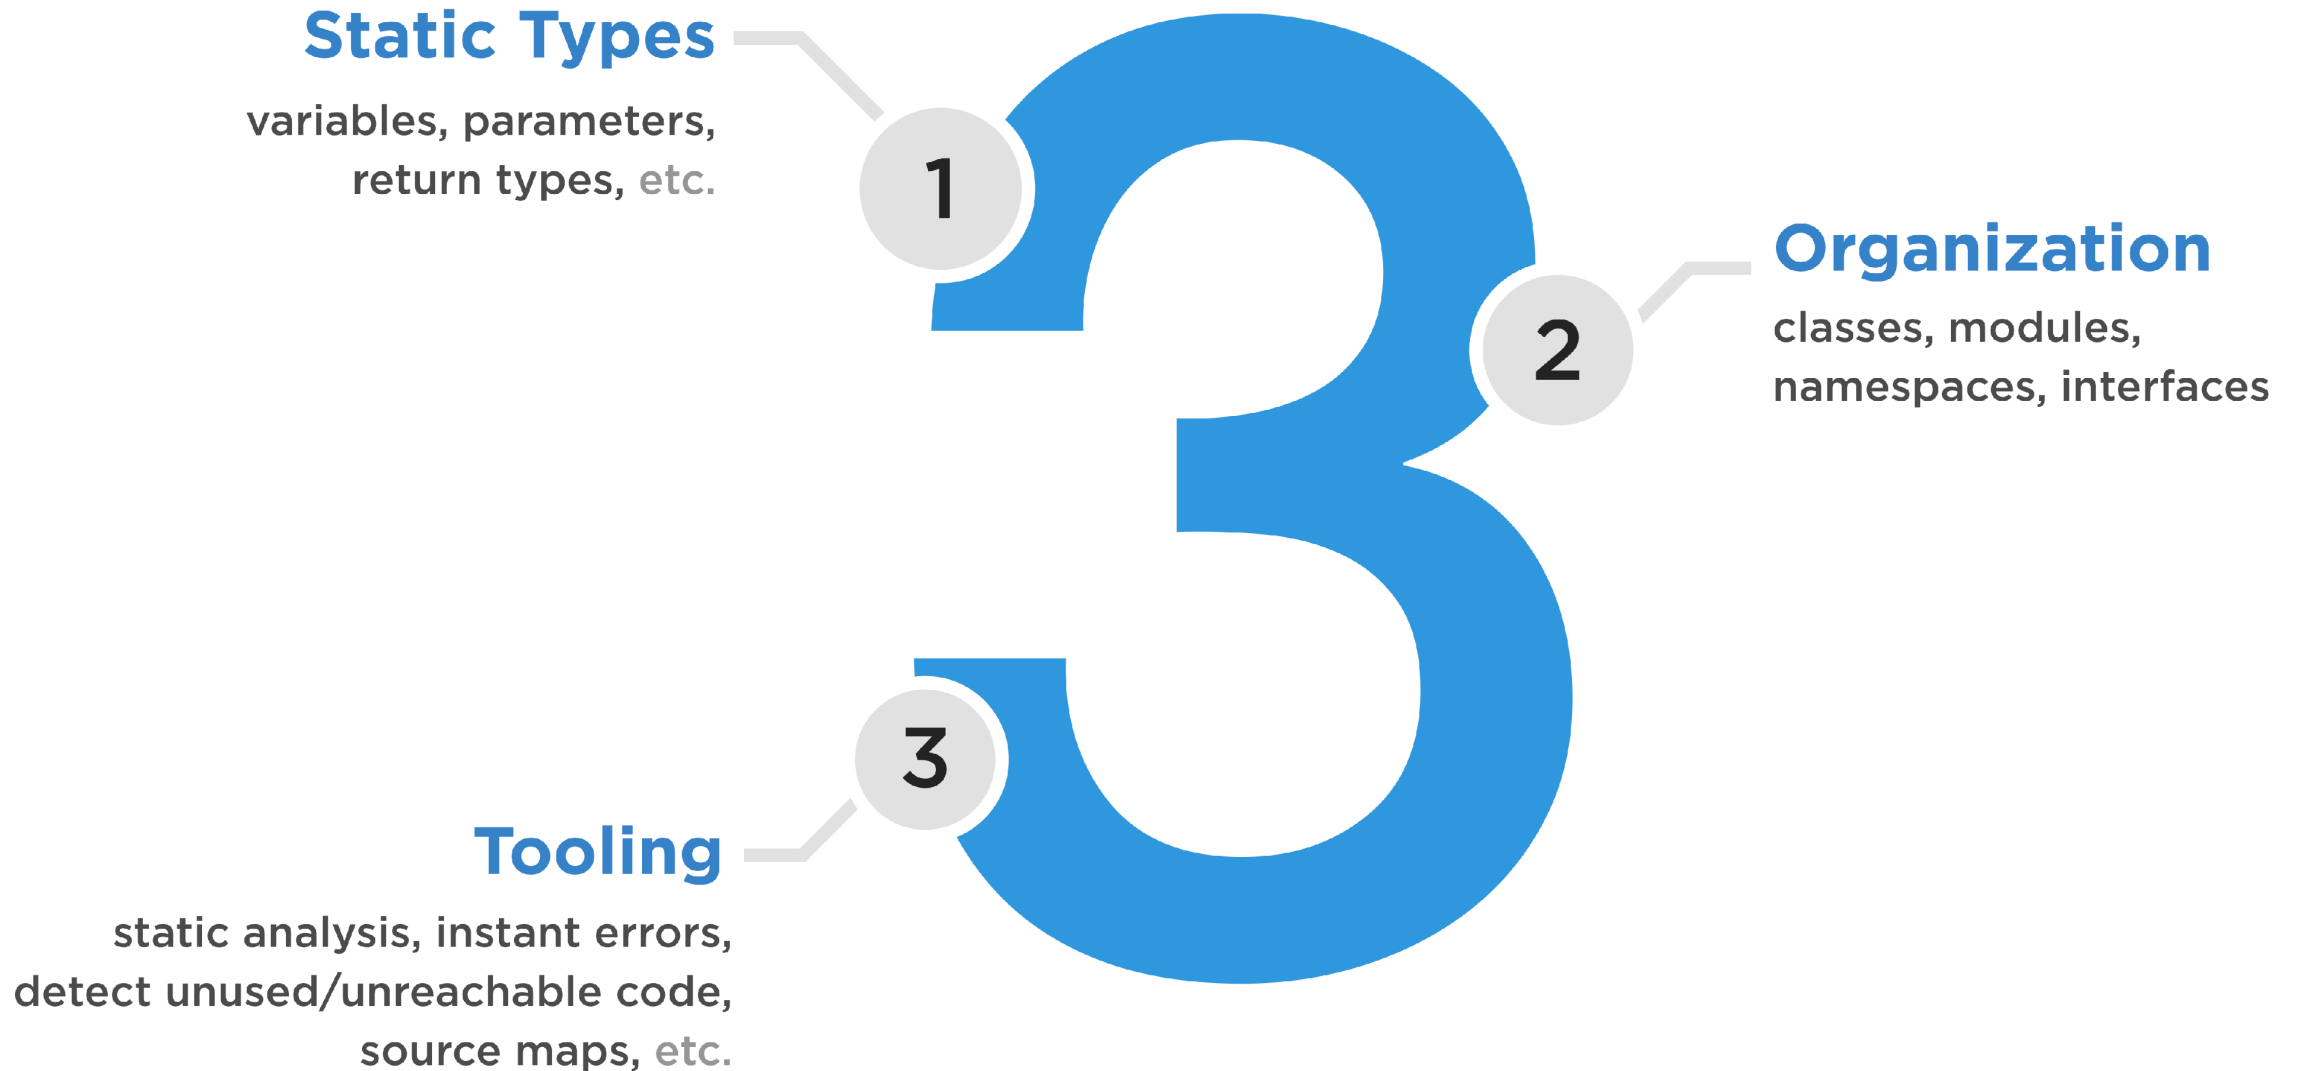 Static Types
variables, parameters,
return types, etc.
1
Organization
classes, modules,
namespaces, interfaces
2
3
Tooling
static analysis, instant errors,
detect unused/unreachable code,
source maps, etc.
3